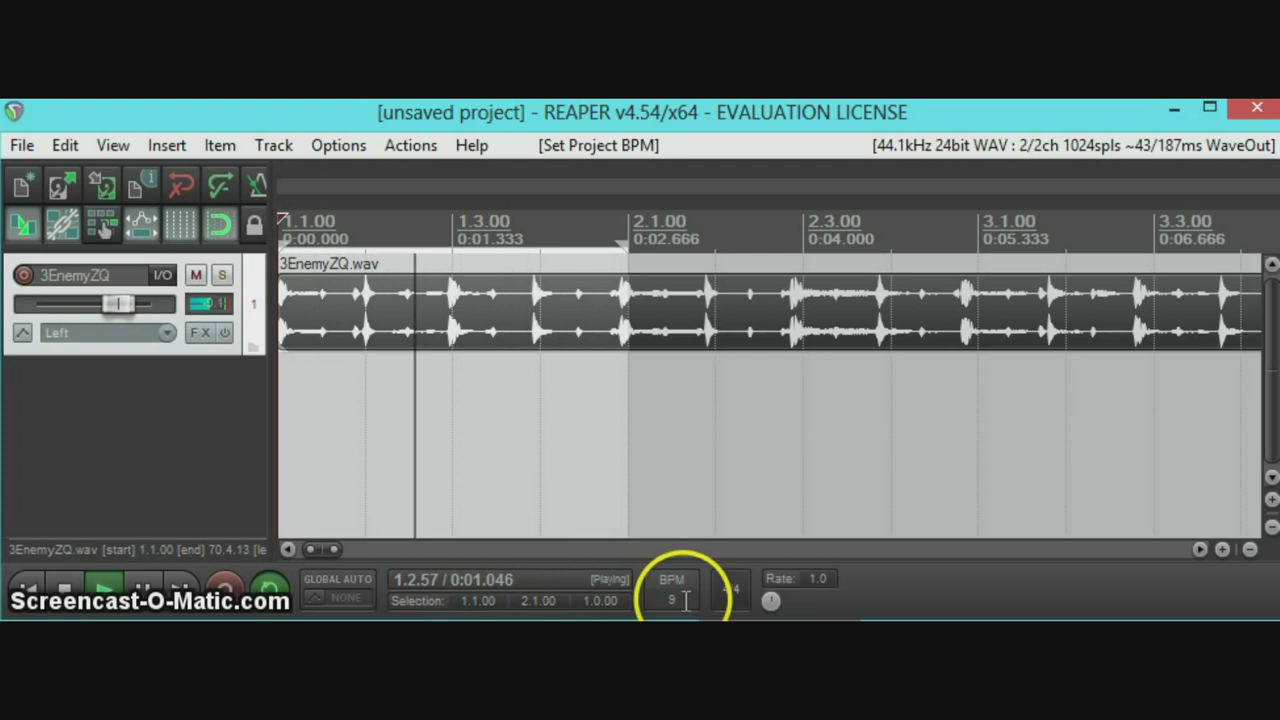 [unsaved project] - REAPER v4.54/x64 - EVALUATION LICENSE
File Edit View Insert Item Track Options Actions Help [Set Project BPM] [44.1kHz 24bit WAV : 2/2ch 1024spls ~43/187ms WaveOut]
1.1.00 1.3.00 2.1.00 2.3.00 3.1.00 3.3.00
0:00.000 0:01.333 0:02.666 0:04.000 0:05.333 0:06.666
3EnemyZQ.wav
3EnemyZQ I/O M S
1
Left FX
3EnemyZQ.wav [start] 1.1.00 [end] 70.4.13 [le
GLOBAL AUTO
NONE
1.2.57 / 0:01.046 [Playing]
Selection: 1.1.00 2.1.00 1.0.00
BPM
9
Rate: 1.0
Screencast-O-Matic.com